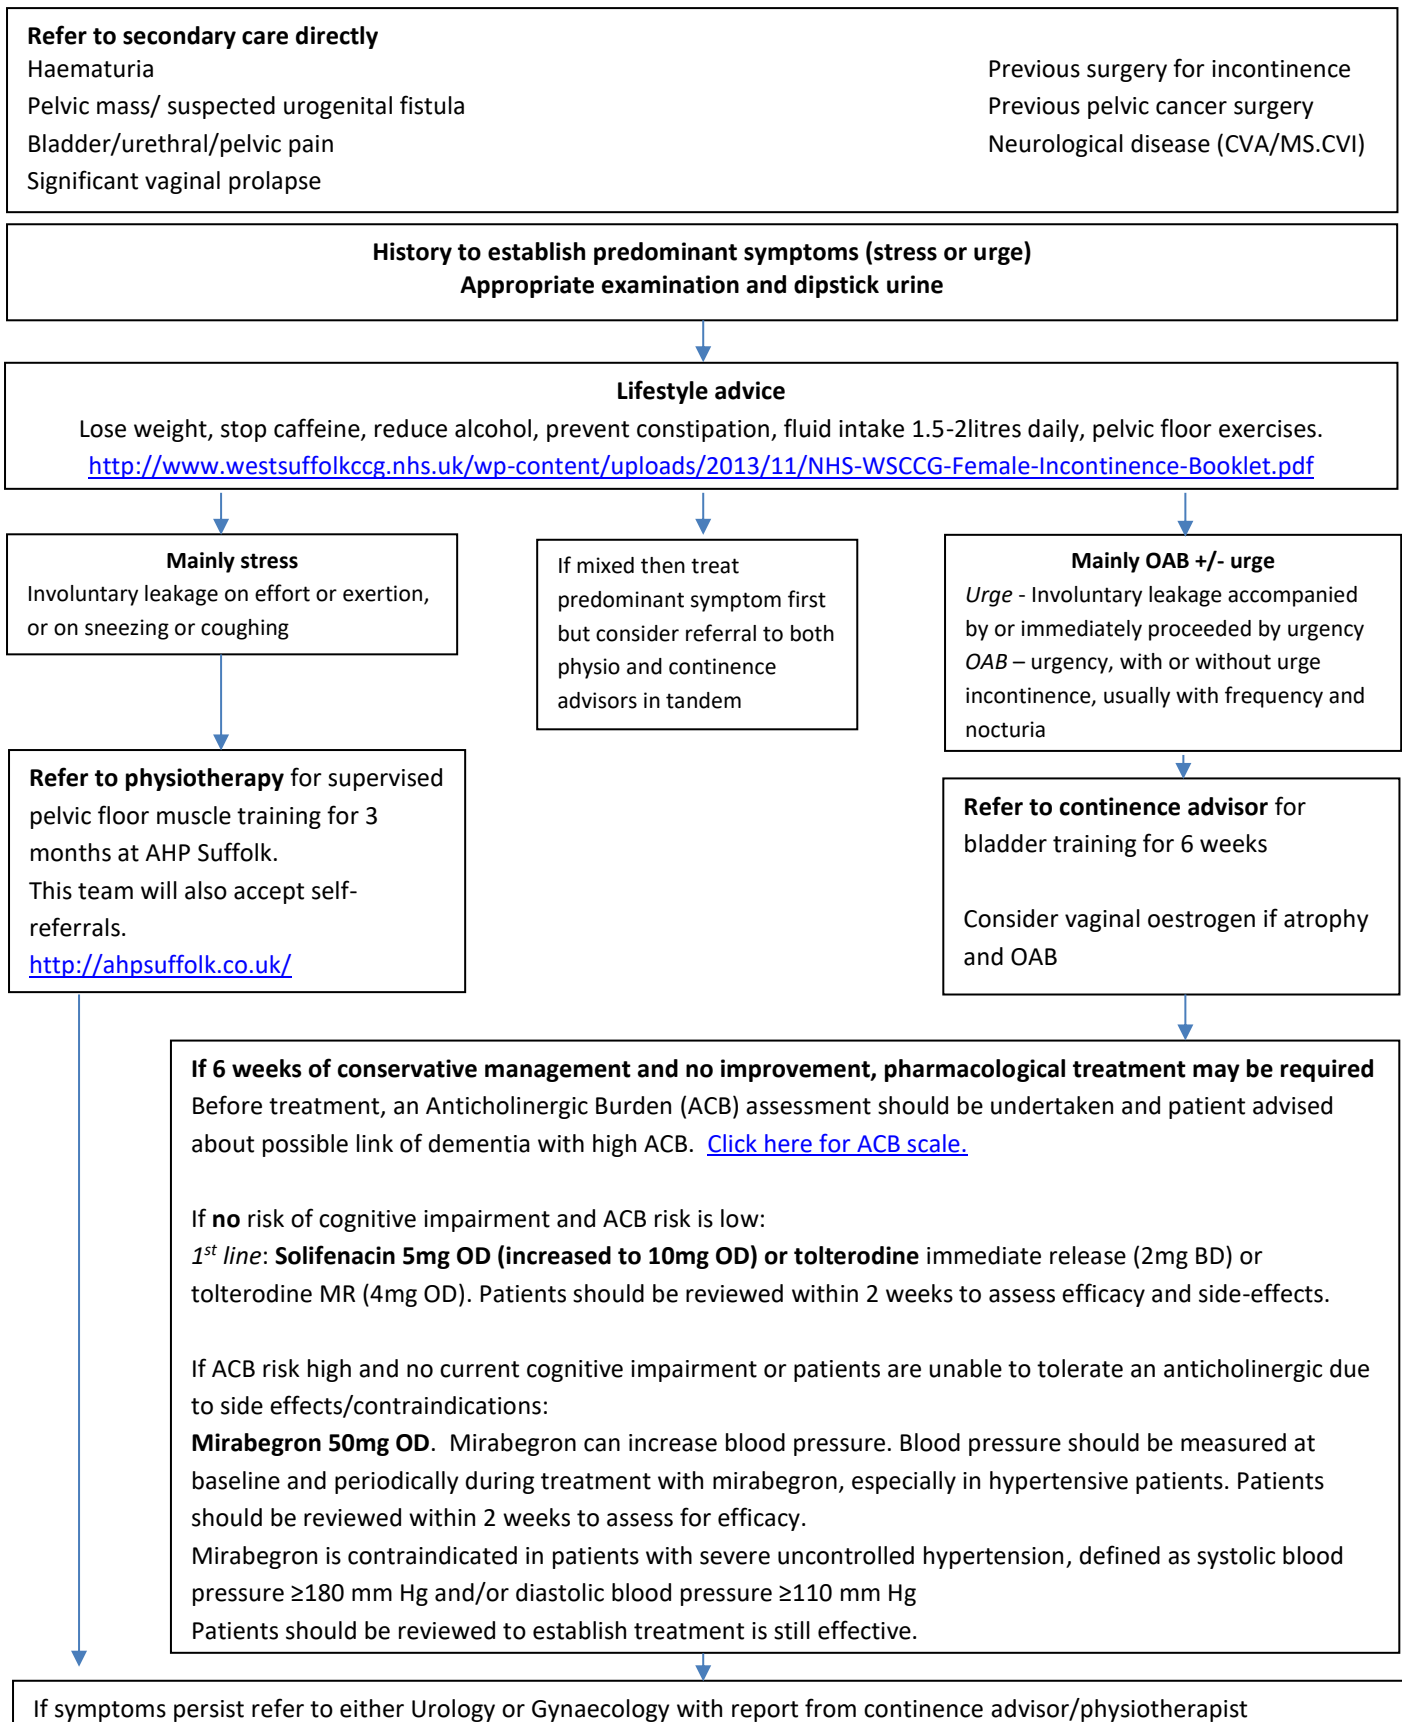 Refer to secondary care directly
Haematuria
Pelvic mass/ suspected urogenital fistula
Bladder/urethral/pelvic pain
Significant vaginal prolapse
Previous surgery for incontinence
Previous pelvic cancer surgery
Neurological disease (CVA/MS.CVI)
History to establish predominant symptoms (stress or urge)
Appropriate examination and dipstick urine
Lifestyle advice
Lose weight, stop caffeine, reduce alcohol, prevent constipation, fluid intake 1.5-2litres daily, pelvic floor exercises.
http://www.westsuffolkccg.nhs.uk/wp-content/uploads/2013/11/NHS-WSCCG-Female-Incontinence-Booklet.pdf
Mainly stress
Involuntary leakage on effort or exertion,
or on sneezing or coughing
If mixed then treat
predominant symptom first
but consider referral to both
physio and continence
advisors in tandem
Mainly OAB +/- urge
Urge - Involuntary leakage accompanied
by or immediately proceeded by urgency
OAB – urgency, with or without urge
incontinence, usually with frequency and
nocturia
Refer to physiotherapy for supervised
pelvic floor muscle training for 3
months at AHP Suffolk.
This team will also accept self-
referrals.
http://ahpsuffolk.co.uk/
Refer to continence advisor for
bladder training for 6 weeks
Consider vaginal oestrogen if atrophy
and OAB
If 6 weeks of conservative management and no improvement, pharmacological treatment may be required
Before treatment, an Anticholinergic Burden (ACB) assessment should be undertaken and patient advised
about possible link of dementia with high ACB.  Click here for ACB scale.
If no risk of cognitive impairment and ACB risk is low:
1st line: Solifenacin 5mg OD (increased to 10mg OD) or tolterodine immediate release (2mg BD) or
tolterodine MR (4mg OD). Patients should be reviewed within 2 weeks to assess efficacy and side-effects.
If ACB risk high and no current cognitive impairment or patients are unable to tolerate an anticholinergic due
to side effects/contraindications:
Mirabegron 50mg OD.  Mirabegron can increase blood pressure. Blood pressure should be measured at
baseline and periodically during treatment with mirabegron, especially in hypertensive patients. Patients
should be reviewed within 2 weeks to assess for efficacy.
Mirabegron is contraindicated in patients with severe uncontrolled hypertension, defined as systolic blood
pressure ≥180 mm Hg and/or diastolic blood pressure ≥110 mm Hg
Patients should be reviewed to establish treatment is still effective.
If symptoms persist refer to either Urology or Gynaecology with report from continence advisor/physiotherapist